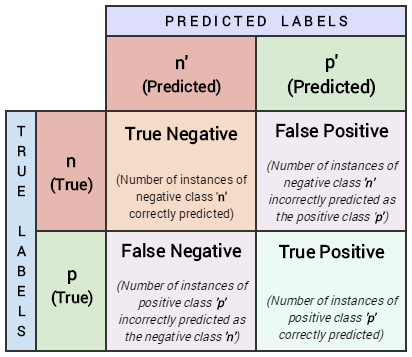 PREDICTED LABELS
n'
(Predicted)
p'
(Predicted)
TRUE LABELS
n
(True)
True Negative
(Number of instances of
negative class 'n'
correctly predicted)
False Positive
(Number of instances of
negative class 'n'
incorrectly predicted as
the positive class 'p')
p
(True)
False Negative
(Number of instances of
positive class 'p'
incorrectly predicted as
the negative class 'n')
True Positive
(Number of instances of
positive class 'p'
correctly predicted)